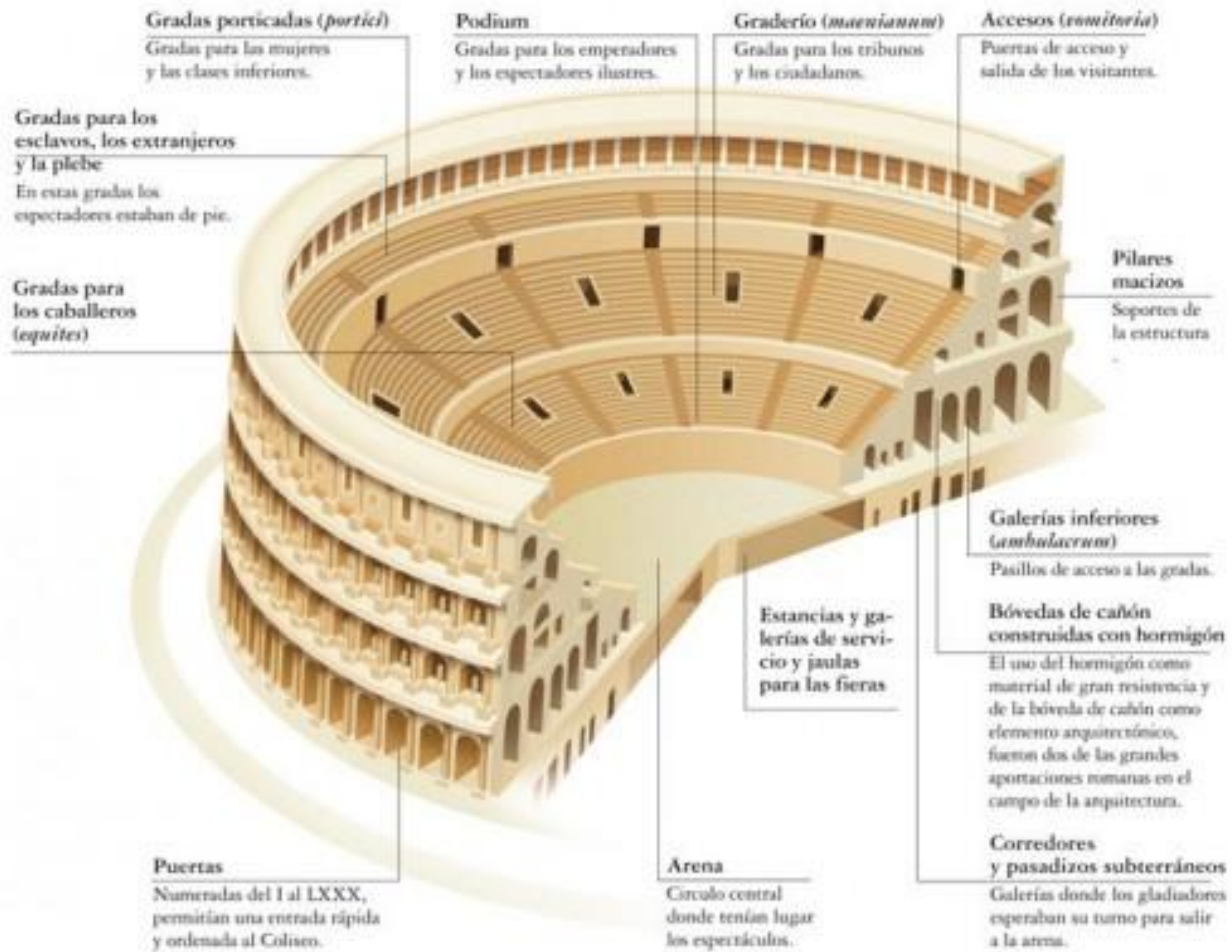 Gradas porticadas (portici)
Gradas para las mujeres
y las clases inferiores.
Podium
Gradas para los emperadores
y los espectadores ilustres.
Graderío (maenianum)
Gradas para los tribunos
y los ciudadanos.
Accesos (vomitoria)
Puertas de acceso y
salida de los visitantes.
Gradas para los
esclavos, los extranjeros
y la plebe
En estas gradas los
espectadores estaban de pie.
Gradas para
los caballeros
(equites)
Pilares
macizos
Soportes de
la estructura
.
Galerías inferiores
(ambulacrum)
Pasillos de acceso a las gradas.
Estancias y ga-
lerías de servi-
cio y jaulas
para las fieras
Bóvedas de cañón
construidas con hormigón
El uso del hormigón como
material de gran resistencia y
de la bóveda de cañón como
elemento arquitectónico,
fueron dos de las grandes
aportaciones romanas en el
campo de la arquitectura.
Puertas
Numeradas del I al LXXX,
permitían una entrada rápida
y ordenada al Coliseo.
Arena
Circulo central
donde tenían lugar
los espectáculos.
Corredores
y pasadizos subterráneos
Galerías donde los gladiadores
esperaban su turno para salir
a la arena.